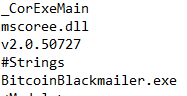 _CorExeMain
mscoree.dll
v2.0.50727
#Strings
BitcoinBlackmailer.exe